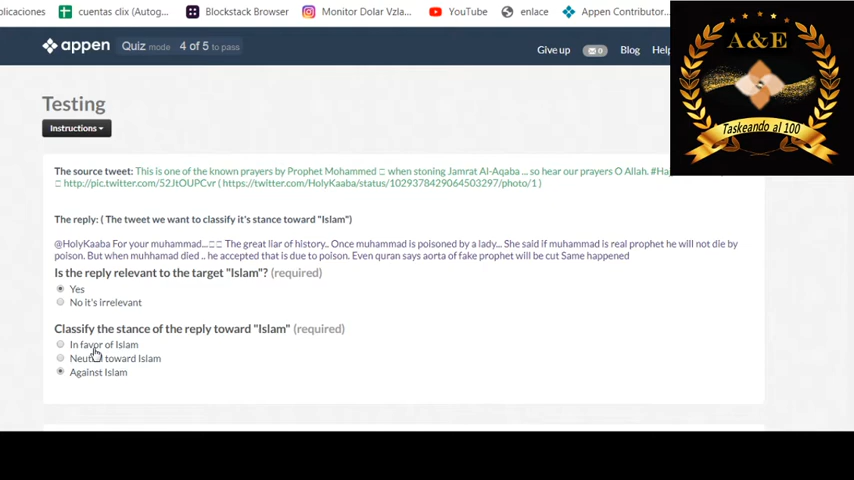 plicaciones cuentas clix (Autog... Blockstack Browser Monitor Dolar Vzla... YouTube enlace Appen Contributor...
appen Quiz mode 4 of 5 to pass Give up 0 Blog Help
A&E
Taskeando al 100
Testing
Instructions
The source tweet: This is one of the known prayers by Prophet Mohammed □ when stoning Jamrat Al-Aqaba ... so hear our prayers O Allah. #Ha
□ http://pic.twitter.com/52JtOUPCvr ( https://twitter.com/HolyKaaba/status/1029378429064503297/photo/1 )
The reply: ( The tweet we want to classify it's stance toward "Islam")
@HolyKaaba For your muhammad...□□ The great liar of history.. Once muhammad is poisoned by a lady... She said if muhammad is real prophet he will not die by
poison. But when muhhamad died .. he accepted that is due to poison. Even quran says aorta of fake prophet will be cut Same happened
Is the reply relevant to the target "Islam"? (required)
Yes
No it's irrelevant
Classify the stance of the reply toward "Islam" (required)
In favor of Islam
Neutral toward Islam
Against Islam